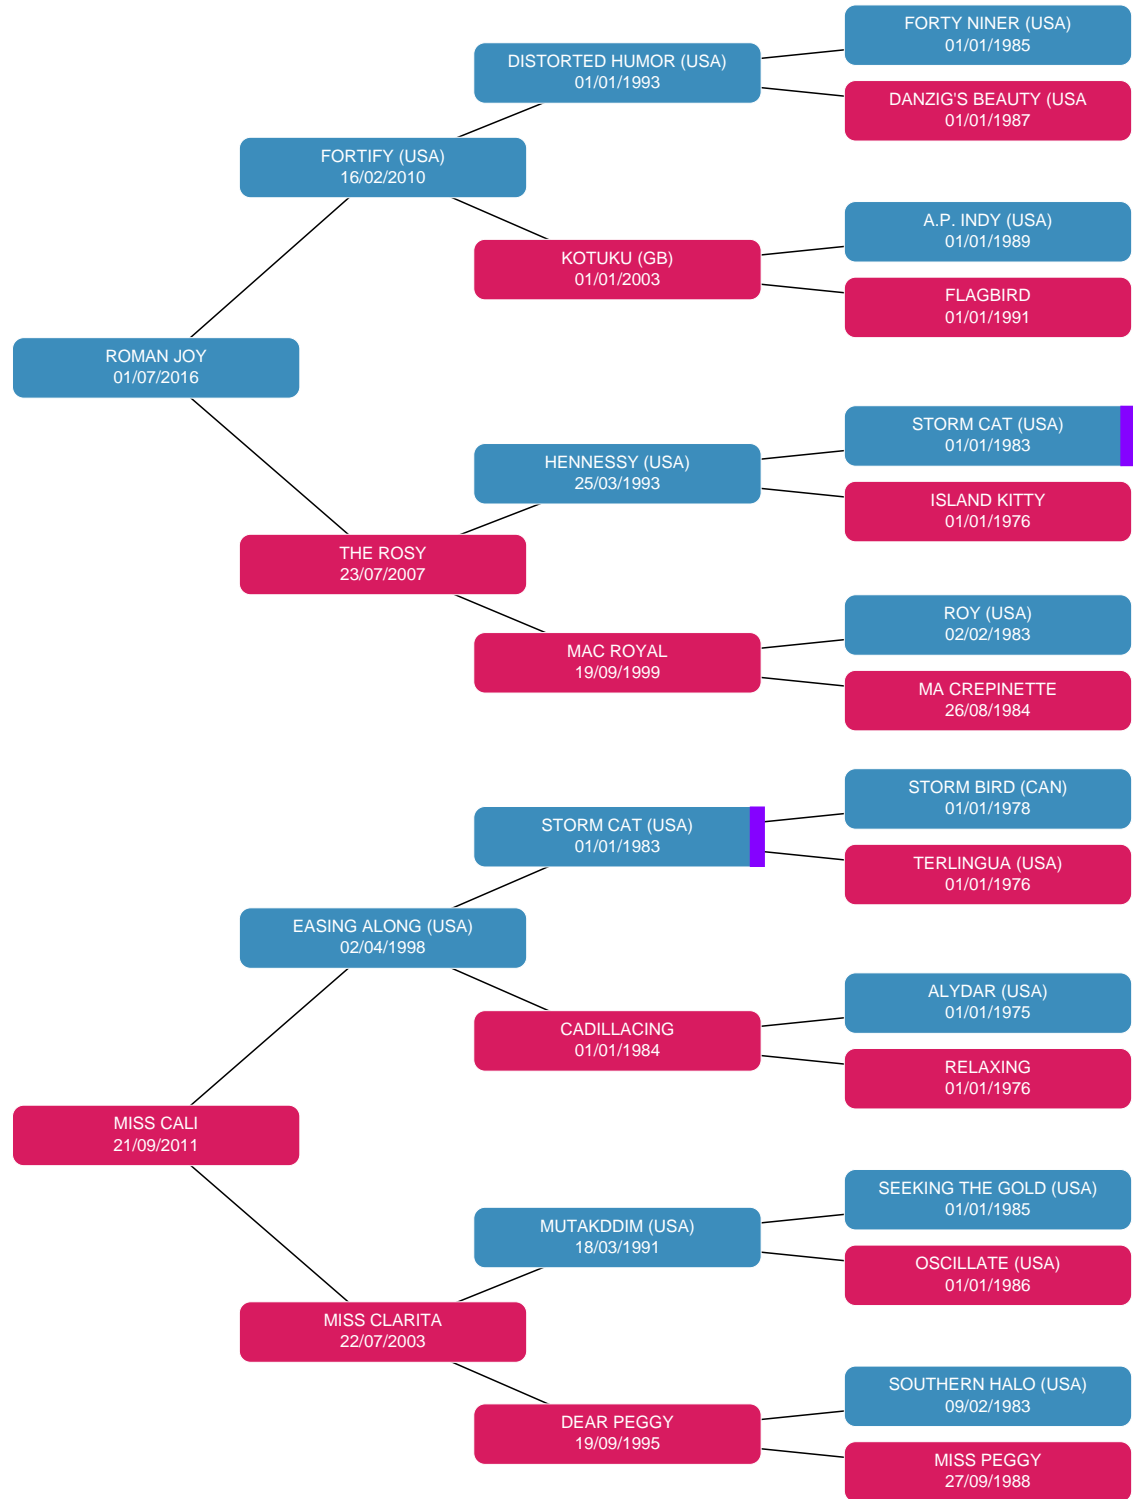 FORTY NINER (USA)
01/01/1985
DISTORTED HUMOR (USA)
01/01/1993
DANZIG'S BEAUTY (USA
01/01/1987
FORTIFY (USA)
16/02/2010
A.P. INDY (USA)
01/01/1989
KOTUKU (GB)
01/01/2003
FLAGBIRD
01/01/1991
ROMAN JOY
01/07/2016
STORM CAT (USA)
01/01/1983
HENNESSY (USA)
25/03/1993
ISLAND KITTY
01/01/1976
THE ROSY
23/07/2007
ROY (USA)
02/02/1983
MAC ROYAL
19/09/1999
MA CREPINETTE
26/08/1984
STORM BIRD (CAN)
01/01/1978
STORM CAT (USA)
01/01/1983
TERLINGUA (USA)
01/01/1976
EASING ALONG (USA)
02/04/1998
ALYDAR (USA)
01/01/1975
CADILLACING
01/01/1984
RELAXING
01/01/1976
MISS CALI
21/09/2011
SEEKING THE GOLD (USA)
01/01/1985
MUTAKDDIM (USA)
18/03/1991
OSCILLATE (USA)
01/01/1986
MISS CLARITA
22/07/2003
SOUTHERN HALO (USA)
09/02/1983
DEAR PEGGY
19/09/1995
MISS PEGGY
27/09/1988